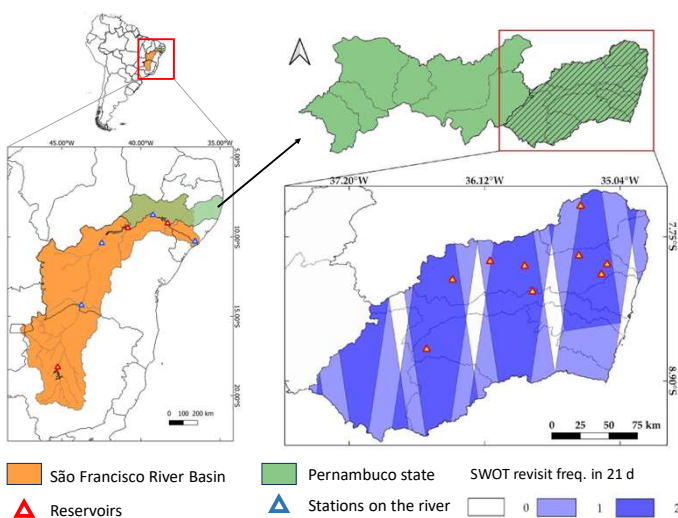 45.00°W 40.00°W 35.00°W
5.00°S
10.00°S
15.00°S
20.00°S
0 100 200 km
37.20°W 36.12°W 35.04°W
7.75°S
8.90°S
0 25 50 75 km
São Francisco River Basin
Reservoirs
Pernambuco state
Stations on the river
SWOT revisit freq. in 21 d
0 1 2